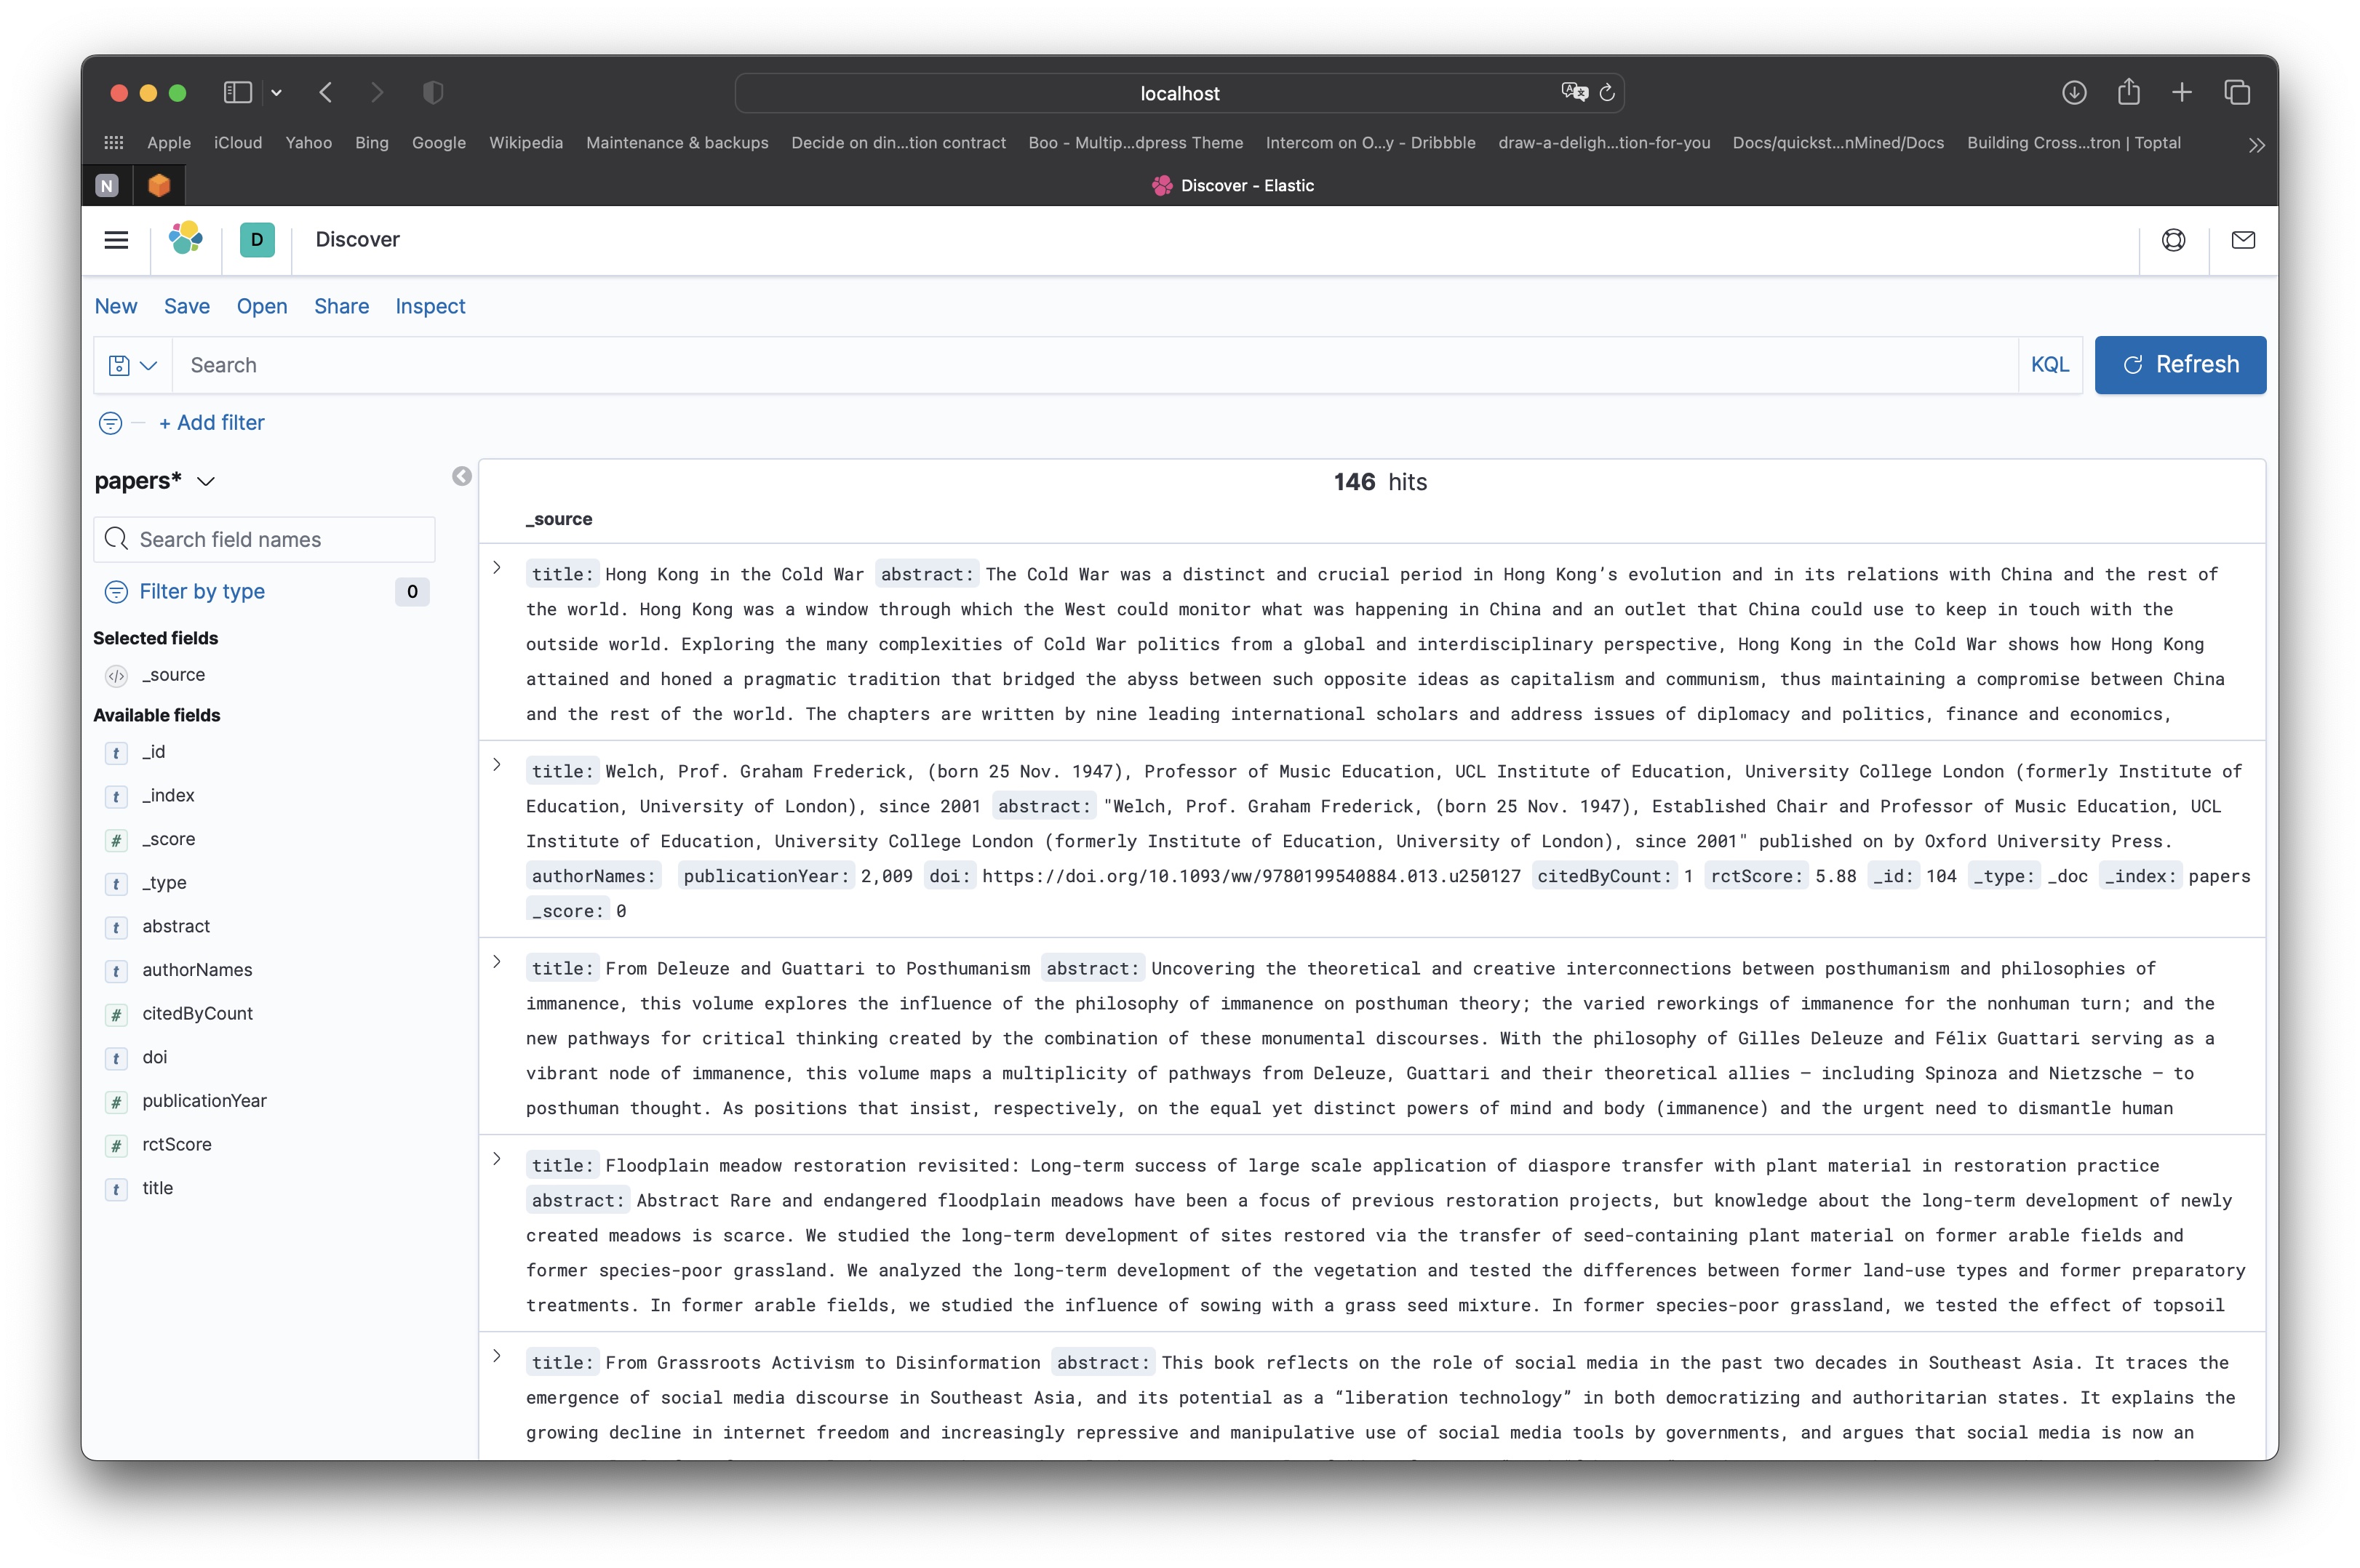 localhost
Apple iCloud Yahoo Bing Google Wikipedia Maintenance & backups Decide on din...tion contract Boo - Multip...dpress Theme Intercom on O...y - Dribbble draw-a-deligh...tion-for-you Docs/quickst...nMined/Docs Building Cross...tron | Toptal
N
Discover - Elastic
D Discover
New Save Open Share Inspect
Search KQL Refresh
+ Add filter
papers*
Search field names
Filter by type 0
Selected fields
_source
Available fields
_id
_index
_score
_type
abstract
authorNames
citedByCount
doi
publicationYear
rctScore
title
146 hits
_source
title: Hong Kong in the Cold War abstract: The Cold War was a distinct and crucial period in Hong Kong’s evolution and in its relations with China and the rest of
the world. Hong Kong was a window through which the West could monitor what was happening in China and an outlet that China could use to keep in touch with the
outside world. Exploring the many complexities of Cold War politics from a global and interdisciplinary perspective, Hong Kong in the Cold War shows how Hong Kong
attained and honed a pragmatic tradition that bridged the abyss between such opposite ideas as capitalism and communism, thus maintaining a compromise between China
and the rest of the world. The chapters are written by nine leading international scholars and address issues of diplomacy and politics, finance and economics,
title: Welch, Prof. Graham Frederick, (born 25 Nov. 1947), Professor of Music Education, UCL Institute of Education, University College London (formerly Institute of
Education, University of London), since 2001 abstract: "Welch, Prof. Graham Frederick, (born 25 Nov. 1947), Established Chair and Professor of Music Education, UCL
Institute of Education, University College London (formerly Institute of Education, University of London), since 2001" published on by Oxford University Press.
authorNames: publicationYear: 2,009 doi: https://doi.org/10.1093/ww/9780199540884.013.u250127 citedByCount: 1 rctScore: 5.88 _id: 104 _type: _doc _index: papers
_score: 0
title: From Deleuze and Guattari to Posthumanism abstract: Uncovering the theoretical and creative interconnections between posthumanism and philosophies of
immanence, this volume explores the influence of the philosophy of immanence on posthuman theory; the varied reworkings of immanence for the nonhuman turn; and the
new pathways for critical thinking created by the combination of these monumental discourses. With the philosophy of Gilles Deleuze and Félix Guattari serving as a
vibrant node of immanence, this volume maps a multiplicity of pathways from Deleuze, Guattari and their theoretical allies – including Spinoza and Nietzsche – to
posthuman thought. As positions that insist, respectively, on the equal yet distinct powers of mind and body (immanence) and the urgent need to dismantle human
title: Floodplain meadow restoration revisited: Long-term success of large scale application of diaspore transfer with plant material in restoration practice
abstract: Abstract Rare and endangered floodplain meadows have been a focus of previous restoration projects, but knowledge about the long-term development of newly
created meadows is scarce. We studied the long-term development of sites restored via the transfer of seed-containing plant material on former arable fields and
former species-poor grassland. We analyzed the long-term development of the vegetation and tested the differences between former land-use types and former preparatory
treatments. In former arable fields, we studied the influence of sowing with a grass seed mixture. In former species-poor grassland, we tested the effect of topsoil
title: From Grassroots Activism to Disinformation abstract: This book reflects on the role of social media in the past two decades in Southeast Asia. It traces the
emergence of social media discourse in Southeast Asia, and its potential as a “liberation technology” in both democratizing and authoritarian states. It explains the
growing decline in internet freedom and increasingly repressive and manipulative use of social media tools by governments, and argues that social media is now an